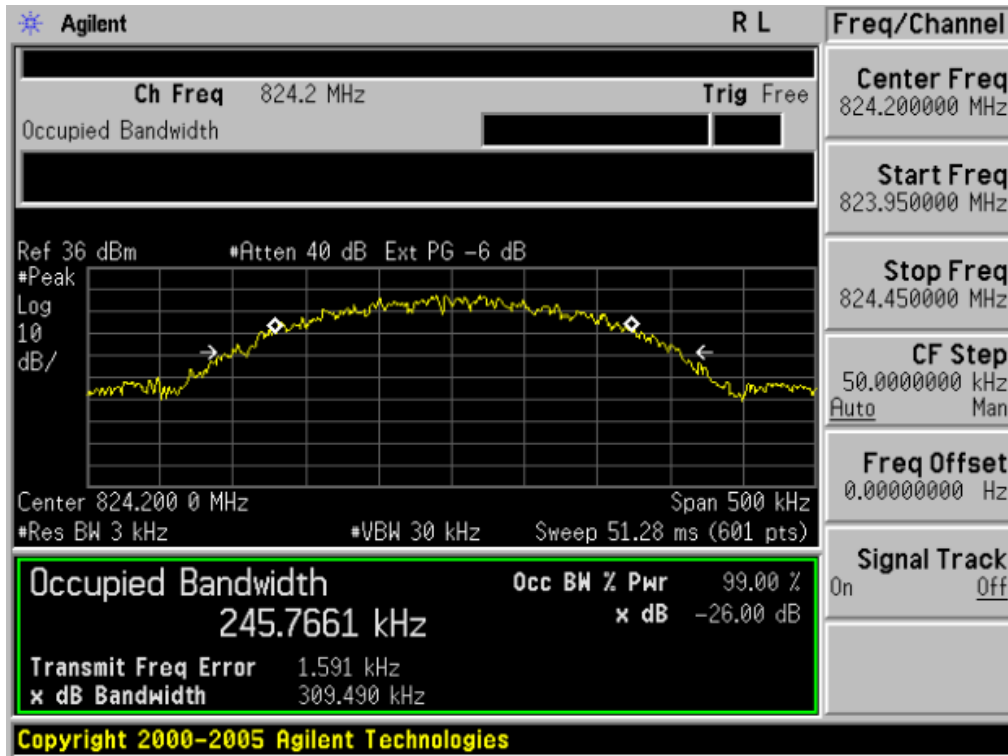 Agilent R L
Ch Freq 824.2 MHz Trig Free
Occupied Bandwidth
Ref 36 dBm #Atten 40 dB Ext PG -6 dB
#Peak
Log
10
dB/
Center 824.200 0 MHz Span 500 kHz
#Res BW 3 kHz #VBW 30 kHz Sweep 51.28 ms (601 pts)
Occupied Bandwidth
245.7661 kHz
Occ BW % Pwr 99.00 %
x dB -26.00 dB
Transmit Freq Error 1.591 kHz
x dB Bandwidth 309.490 kHz
Copyright 2000-2005 Agilent Technologies
Freq/Channel
Center Freq
824.200000 MHz
Start Freq
823.950000 MHz
Stop Freq
824.450000 MHz
CF Step
50.0000000 kHz
Auto Man
Freq Offset
0.00000000 Hz
Signal Track
On Off